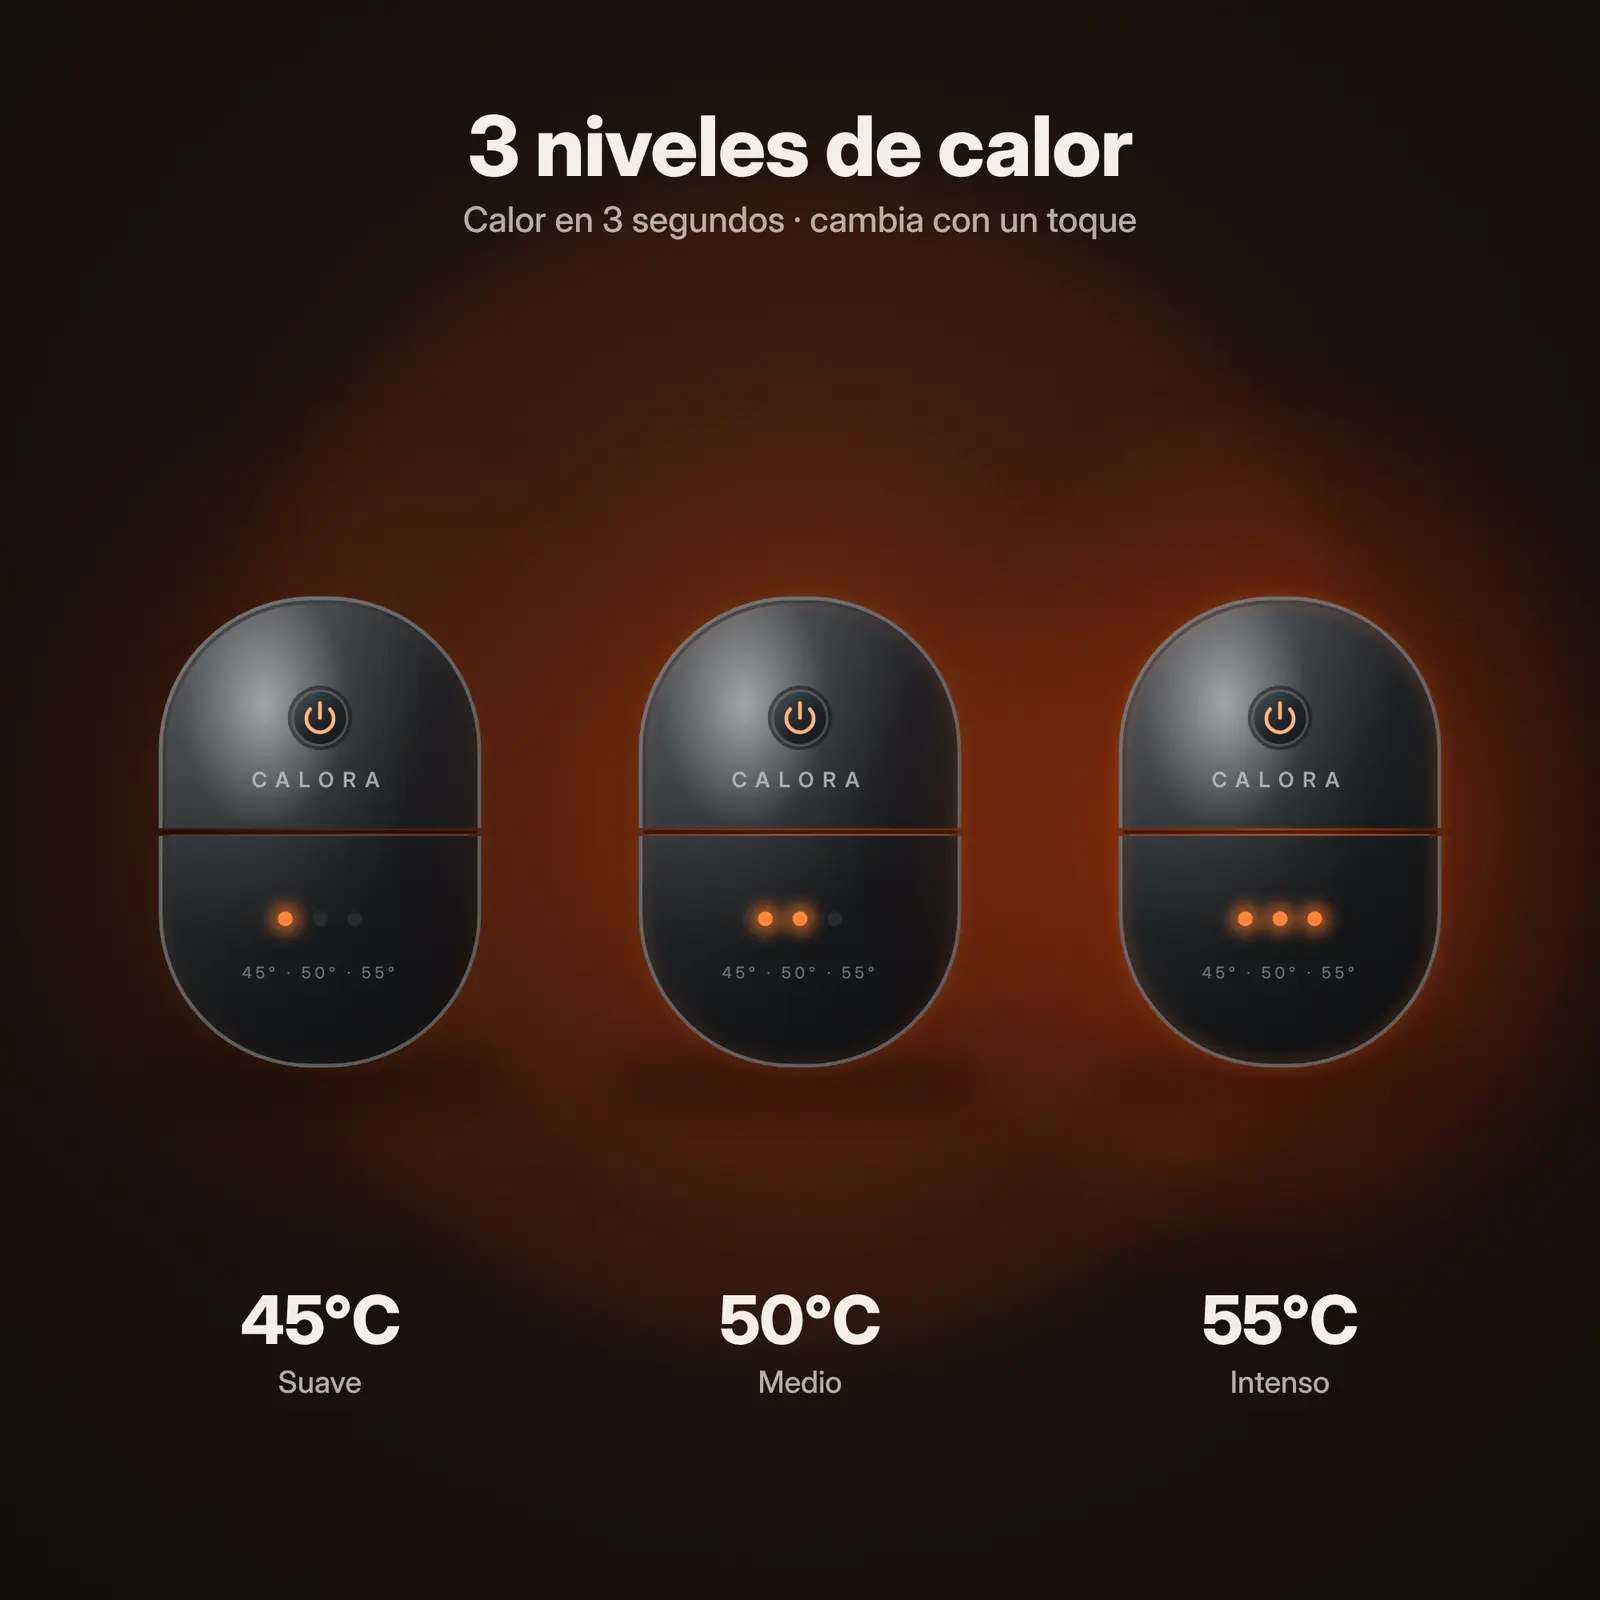 3 niveles de calor
Calor en 3 segundos · cambia con un toque
CALORA
45° · 50° · 55°
CALORA
45° · 50° · 55°
CALORA
45° · 50° · 55°
45°C
Suave
50°C
Medio
55°C
Intenso